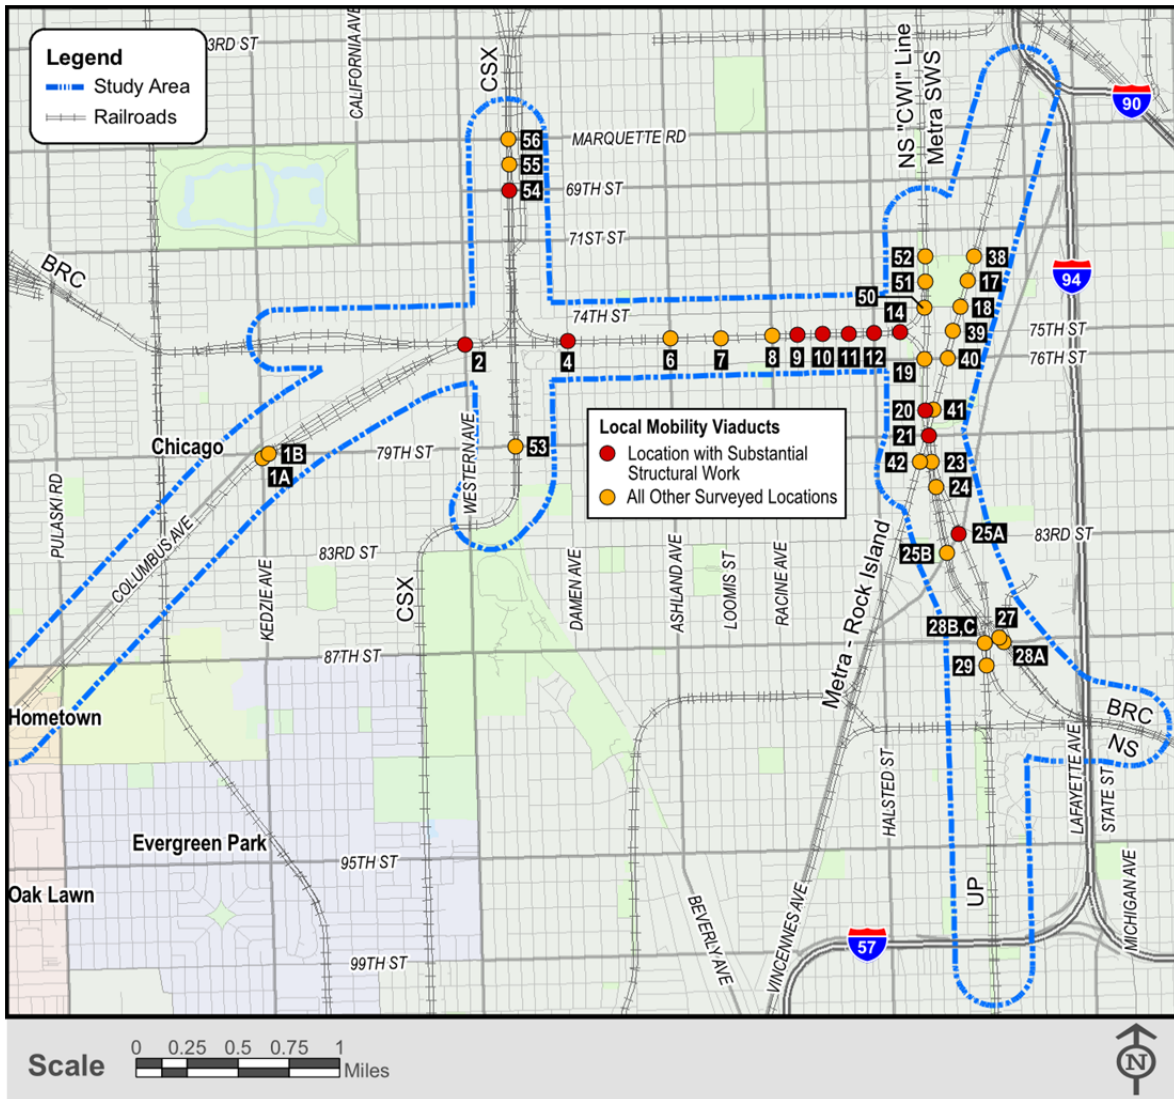 Legend
Study Area
Railroads
3RD ST
CALIFORNIA AVE
CSX
NS "CWI" Line
Metra SWS
90
56
MARQUETTE RD
55
54
69TH ST
71ST ST
BRC
52
38
51
17
94
50
18
74TH ST
14
39
75TH ST
2
4
6
7
8
9
10
11
12
19
40
76TH ST
Local Mobility Viaducts
Location with Substantial
Structural Work
All Other Surveyed Locations
20
41
21
Chicago
1B
1A
79TH ST
WESTERN AVE
53
42
23
24
PULASKI RD
COLUMBUS AVE
KEDZIE AVE
83RD ST
CSX
DAMEN AVE
ASHLAND AVE
LOOMIS ST
RACINE AVE
Metra - Rock Island
25A
83RD ST
25B
27
28B,C
28A
29
87TH ST
Hometown
BRC
NS
HALSTED ST
LAFAYETTE AVE
STATE ST
Evergreen Park
95TH ST
Oak Lawn
UP
BEVERLY AVE
VINCENNES AVE
MICHIGAN AVE
57
99TH ST
Scale
0 0.25 0.5 0.75 1
Miles
N